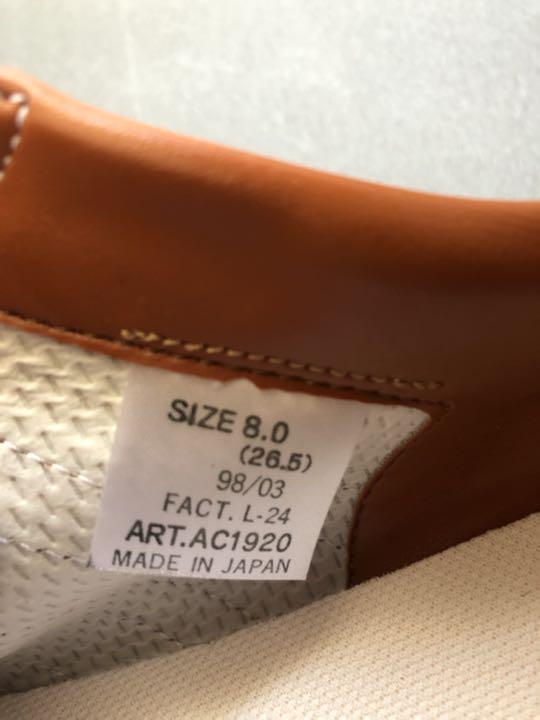 SIZE 8.0
(26.5)
98/03
FACT. L-24
ART.AC1920
MADE IN JAPAN